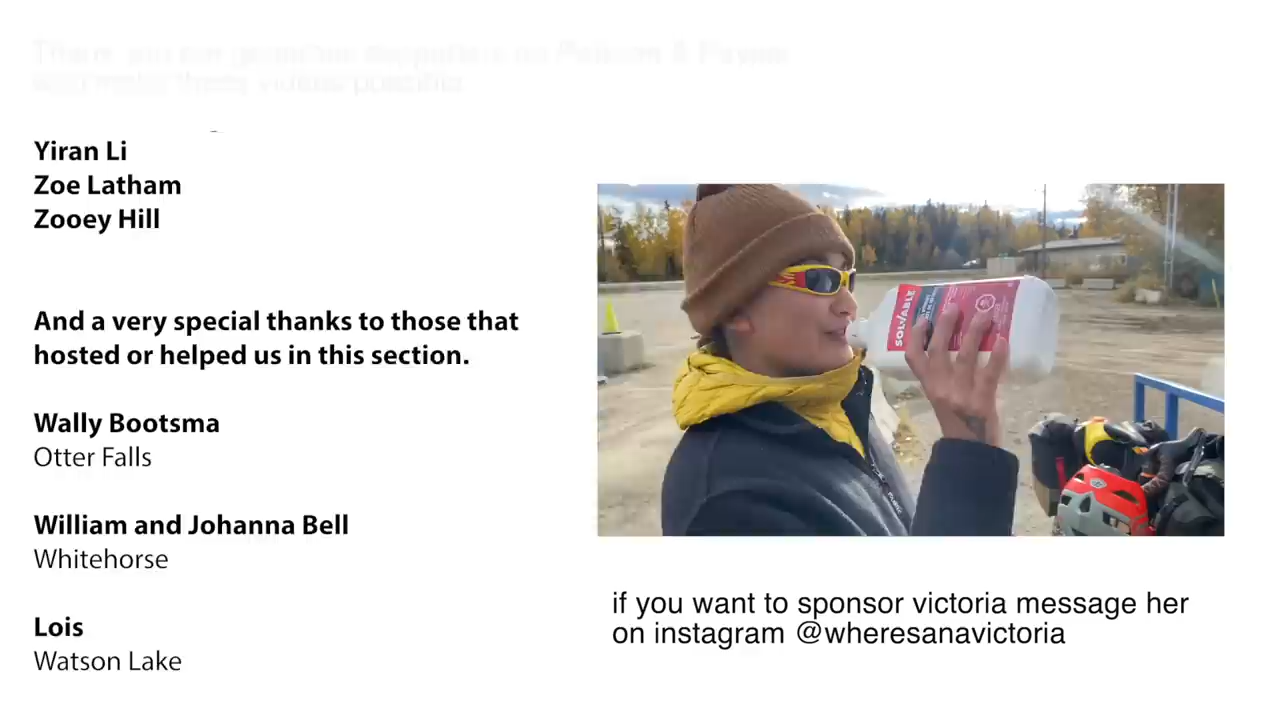 Yiran Li
Zoe Latham
Zooey Hill
And a very special thanks to those that
hosted or helped us in this section.
Wally Bootsma
Otter Falls
William and Johanna Bell
Whitehorse
Lois
Watson Lake
SOLVABLE
if you want to sponsor victoria message her
on instagram @wheresanavictoria